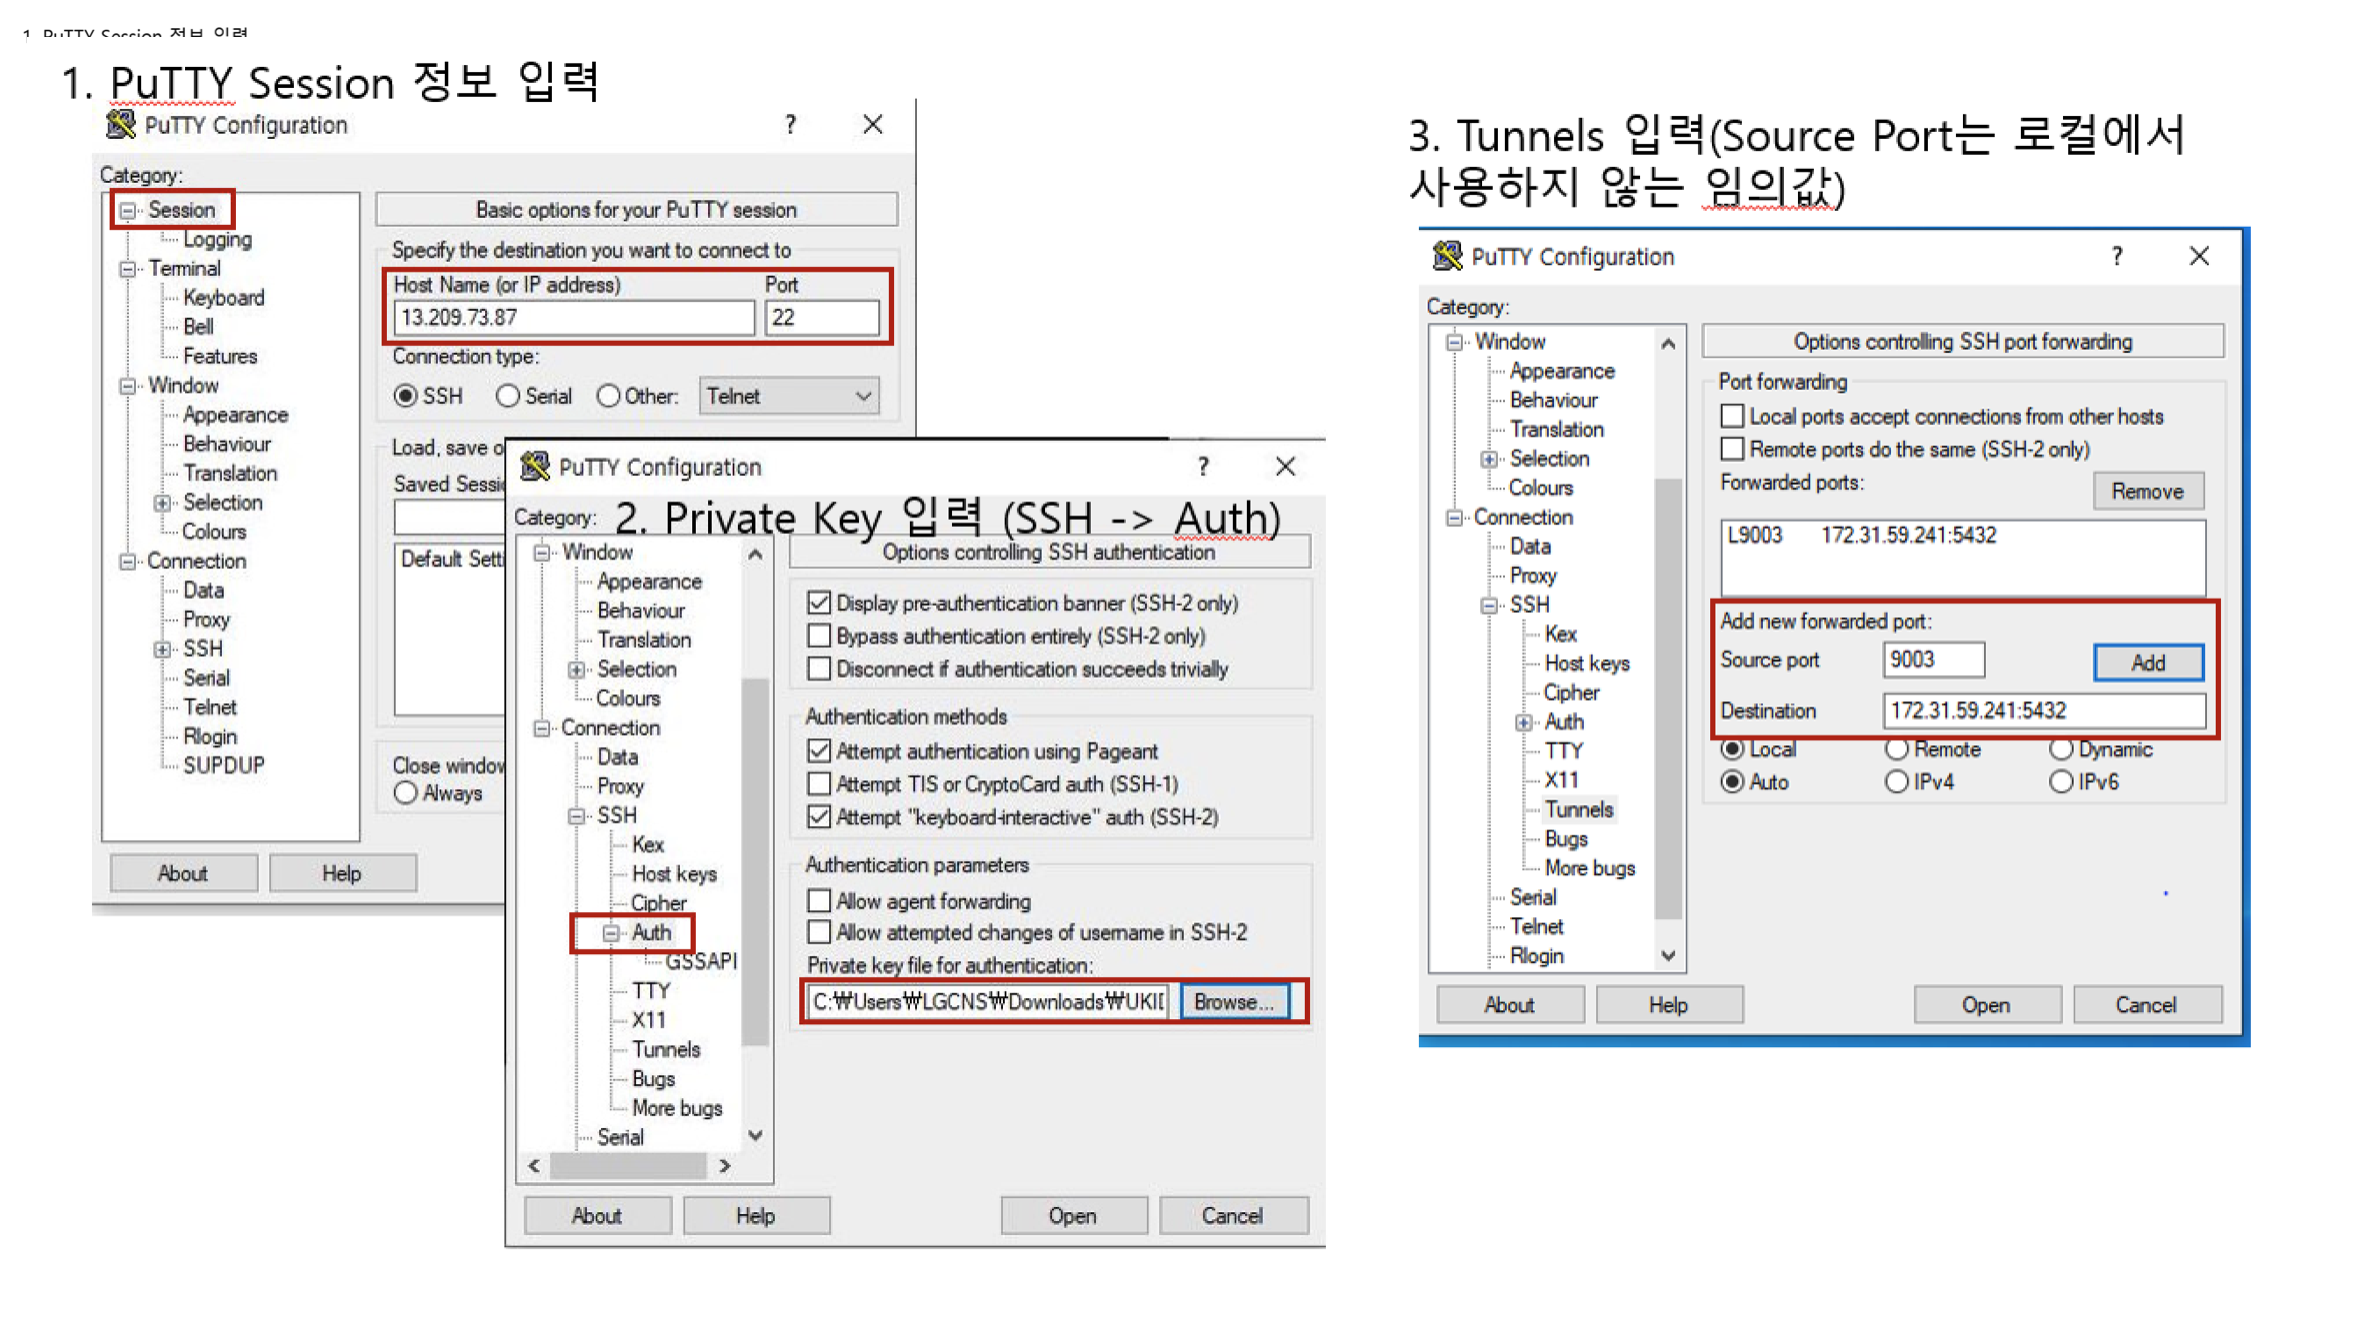 1. PuTTY Session 정보 입력
1. PuTTY Session 정보 입력
PuTTY Configuration
?
Category:
Session
Logging
Terminal
Keyboard
Bell
Features
Window
Appearance
Behaviour
Translation
Selection
Colours
Connection
Data
Proxy
SSH
Serial
Telnet
Rlogin
SUPDUP
Basic options for your PuTTY session
Specify the destination you want to connect to
Host Name (or IP address) Port
13.209.73.87 22
Connection type:
SSH Serial Other: Telnet
Load, save o
Saved Sessi
Default Setti
Close window
Always
About Help
PuTTY Configuration
?
2. Private Key 입력 (SSH -> Auth)
Category:
Window
Appearance
Behaviour
Translation
Selection
Colours
Connection
Data
Proxy
SSH
Kex
Host keys
Cipher
Auth
GSSAPI
TTY
X11
Tunnels
Bugs
More bugs
Serial
Options controlling SSH authentication
Display pre-authentication banner (SSH-2 only)
Bypass authentication entirely (SSH-2 only)
Disconnect if authentication succeeds trivially
Authentication methods
Attempt authentication using Pageant
Attempt TIS or CryptoCard auth (SSH-1)
Attempt "keyboard-interactive" auth (SSH-2)
Authentication parameters
Allow agent forwarding
Allow attempted changes of username in SSH-2
Private key file for authentication:
C:₩Users₩LGCNS₩Downloads₩UKI Browse...
About Help Open Cancel
3. Tunnels 입력(Source Port는 로컬에서
사용하지 않는 임의값)
PuTTY Configuration
?
Category:
Window
Appearance
Behaviour
Translation
Selection
Colours
Connection
Data
Proxy
SSH
Kex
Host keys
Cipher
Auth
TTY
X11
Tunnels
Bugs
More bugs
Serial
Telnet
Rlogin
Options controlling SSH port forwarding
Port forwarding
Local ports accept connections from other hosts
Remote ports do the same (SSH-2 only)
Forwarded ports: Remove
L9003 172.31.59.241:5432
Add new forwarded port:
Source port 9003 Add
Destination 172.31.59.241:5432
Local Remote Dynamic
Auto IPv4 IPv6
About Help Open Cancel